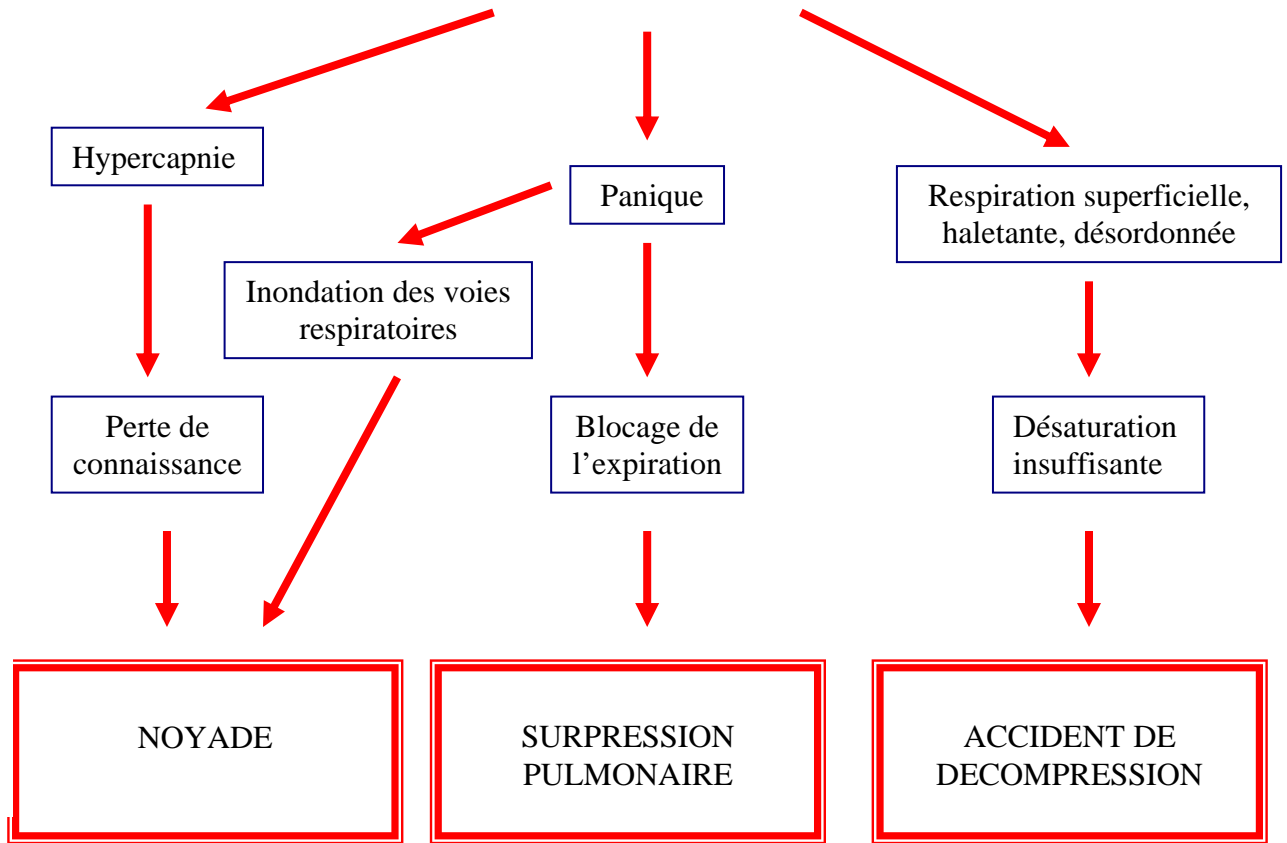 Hypercapnie
Panique
Respiration superficielle,
haletante, désordonnée
Inondation des voies
respiratoires
Perte de
connaissance
Blocage de
l’expiration
Désaturation
insuffisante
NOYADE
SURPRESSION
PULMONAIRE
ACCIDENT DE
DECOMPRESSION